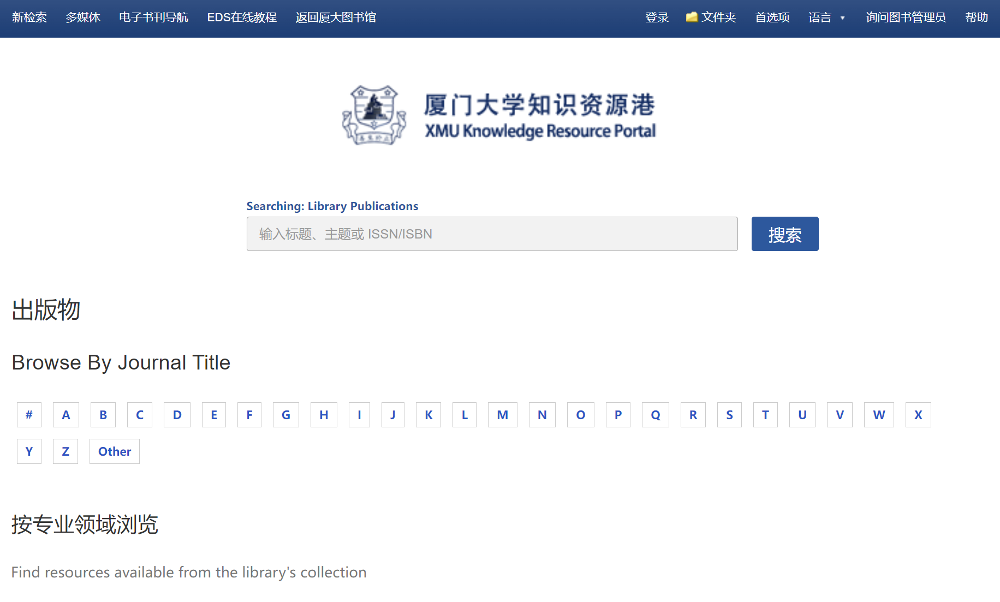 新检索 多媒体 电子书刊导航 EDS在线教程 返回厦大图书馆 登录 文件夹 首选项 语言 询问图书管理员 帮助
厦门大学知识资源港
XMU Knowledge Resource Portal
Searching: Library Publications
输入标题、主题或 ISSN/ISBN 搜索
出版物
Browse By Journal Title
# A B C D E F G H I J K L M N O P Q R S T U V W X
Y Z Other
按专业领域浏览
Find resources available from the library's collection